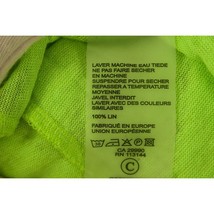 LAVER MACHINE EAU TIEDE
NE PAS FAIRE SECHER
EN MACHINE
SUSPENDRE POUR SECHER
REPASSER A TEMPERATURE
MOYENNE
JAVEL INTERDIT
LAVER AVEC DES COULEURS
SIMILAIRES
100% LIN
FABRIQUÉ EN EUROPE
UNION EUROPÉENNE
CA 28990
RN 113144
C